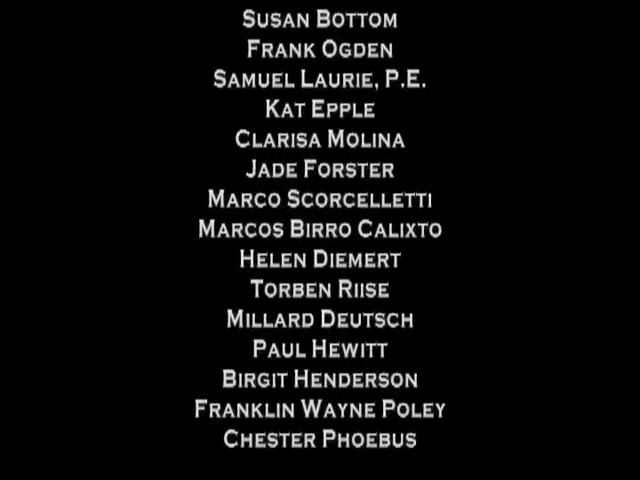 Susan Bottom
Frank Ogden
Samuel Laurie, P.E.
Kat Epple
Clarisa Molina
Jade Forster
Marco Scorcelletti
Marcos Birro Calixto
Helen Diemert
Torben Riise
Millard Deutsch
Paul Hewitt
Birgit Henderson
Franklin Wayne Poley
Chester Phoebus